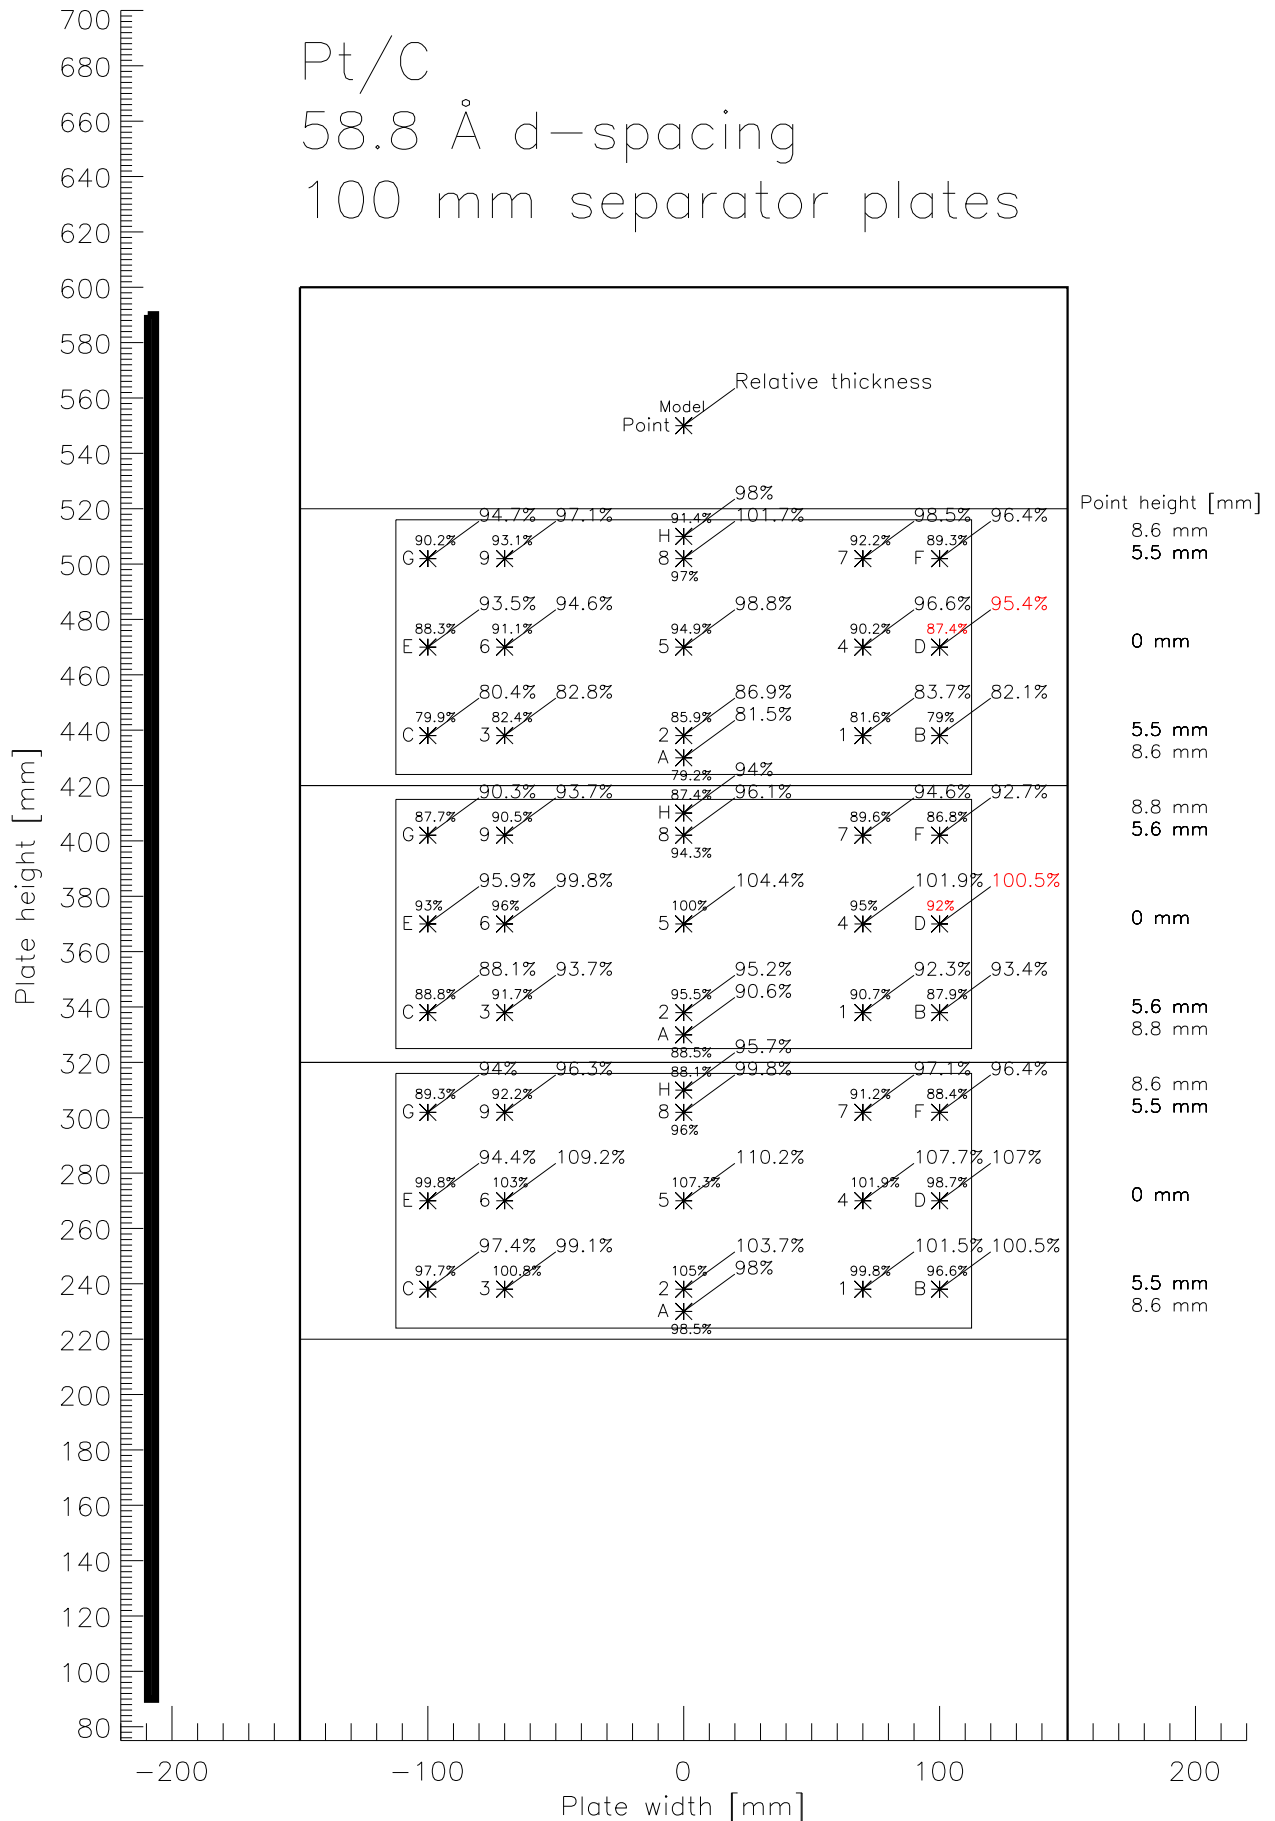 Pt/C
58.8 Å d-spacing
100 mm separator plates
700
680
660
640
620
600
580
560
540
520
500
480
460
440
420
400
380
360
340
320
300
280
260
240
220
200
180
160
140
120
100
80
Plate height [mm]
Relative thickness
Model
Point
Point height [mm]
98%
94.7% 97.1% 91.4% 101.7% 98.5% 96.4%
H
8.6 mm
90.2% 93.1% 92.2% 89.3%
G 9 8 7 F
5.5 mm
97%
93.5% 94.6% 98.8% 96.6% 95.4%
88.3% 91.1% 94.9% 90.2% 87.4%
E 6 5 4 D
0 mm
80.4% 82.8% 86.9% 83.7% 82.1%
79.9% 82.4% 85.9% 81.5% 81.6% 79%
C 3 2 1 B
5.5 mm
A
8.6 mm
79.2% 94%
90.3% 93.7% 87.4% 96.1% 94.6% 92.7%
H
8.8 mm
87.7% 90.5% 89.6% 86.8%
G 9 8 7 F
5.6 mm
94.3%
95.9% 99.8% 104.4% 101.9% 100.5%
93% 96% 100% 95% 92%
E 6 5 4 D
0 mm
88.1% 93.7% 95.2% 92.3% 93.4%
88.8% 91.7% 95.5% 90.6% 90.7% 87.9%
C 3 2 1 B
5.6 mm
A
8.8 mm
88.5% 95.7%
94% 96.3% 88.1% 99.8% 97.1% 96.4%
H
8.6 mm
89.3% 92.2% 91.2% 88.4%
G 9 8 7 F
5.5 mm
96%
94.4% 109.2% 110.2% 107.7% 107%
99.8% 103% 107.3% 101.9% 98.7%
E 6 5 4 D
0 mm
97.4% 99.1% 103.7% 101.5% 100.5%
97.7% 100.8% 105% 98% 99.8% 96.6%
C 3 2 1 B
5.5 mm
A
8.6 mm
98.5%
-200 -100 0 100 200
Plate width [mm]